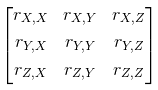 r_{X,X} r_{X,Y} r_{X,Z}
r_{Y,X} r_{Y,Y} r_{Y,Z}
r_{Z,X} r_{Z,Y} r_{Z,Z}